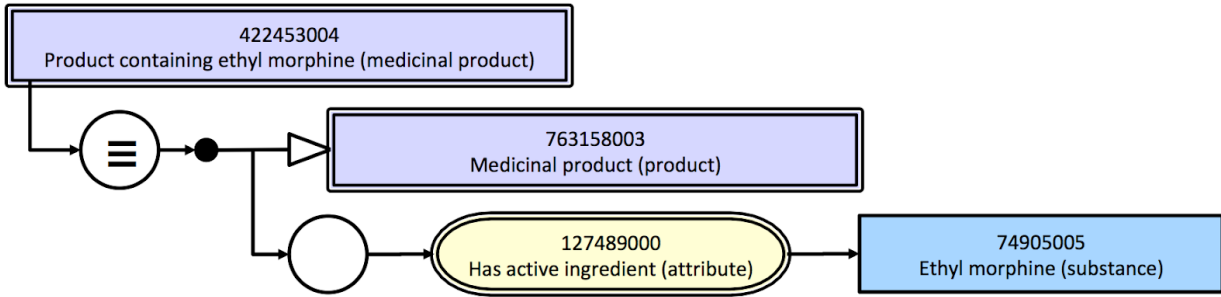 422453004
Product containing ethyl morphine (medicinal product)
763158003
Medicinal product (product)
127489000
Has active ingredient (attribute)
74905005
Ethyl morphine (substance)